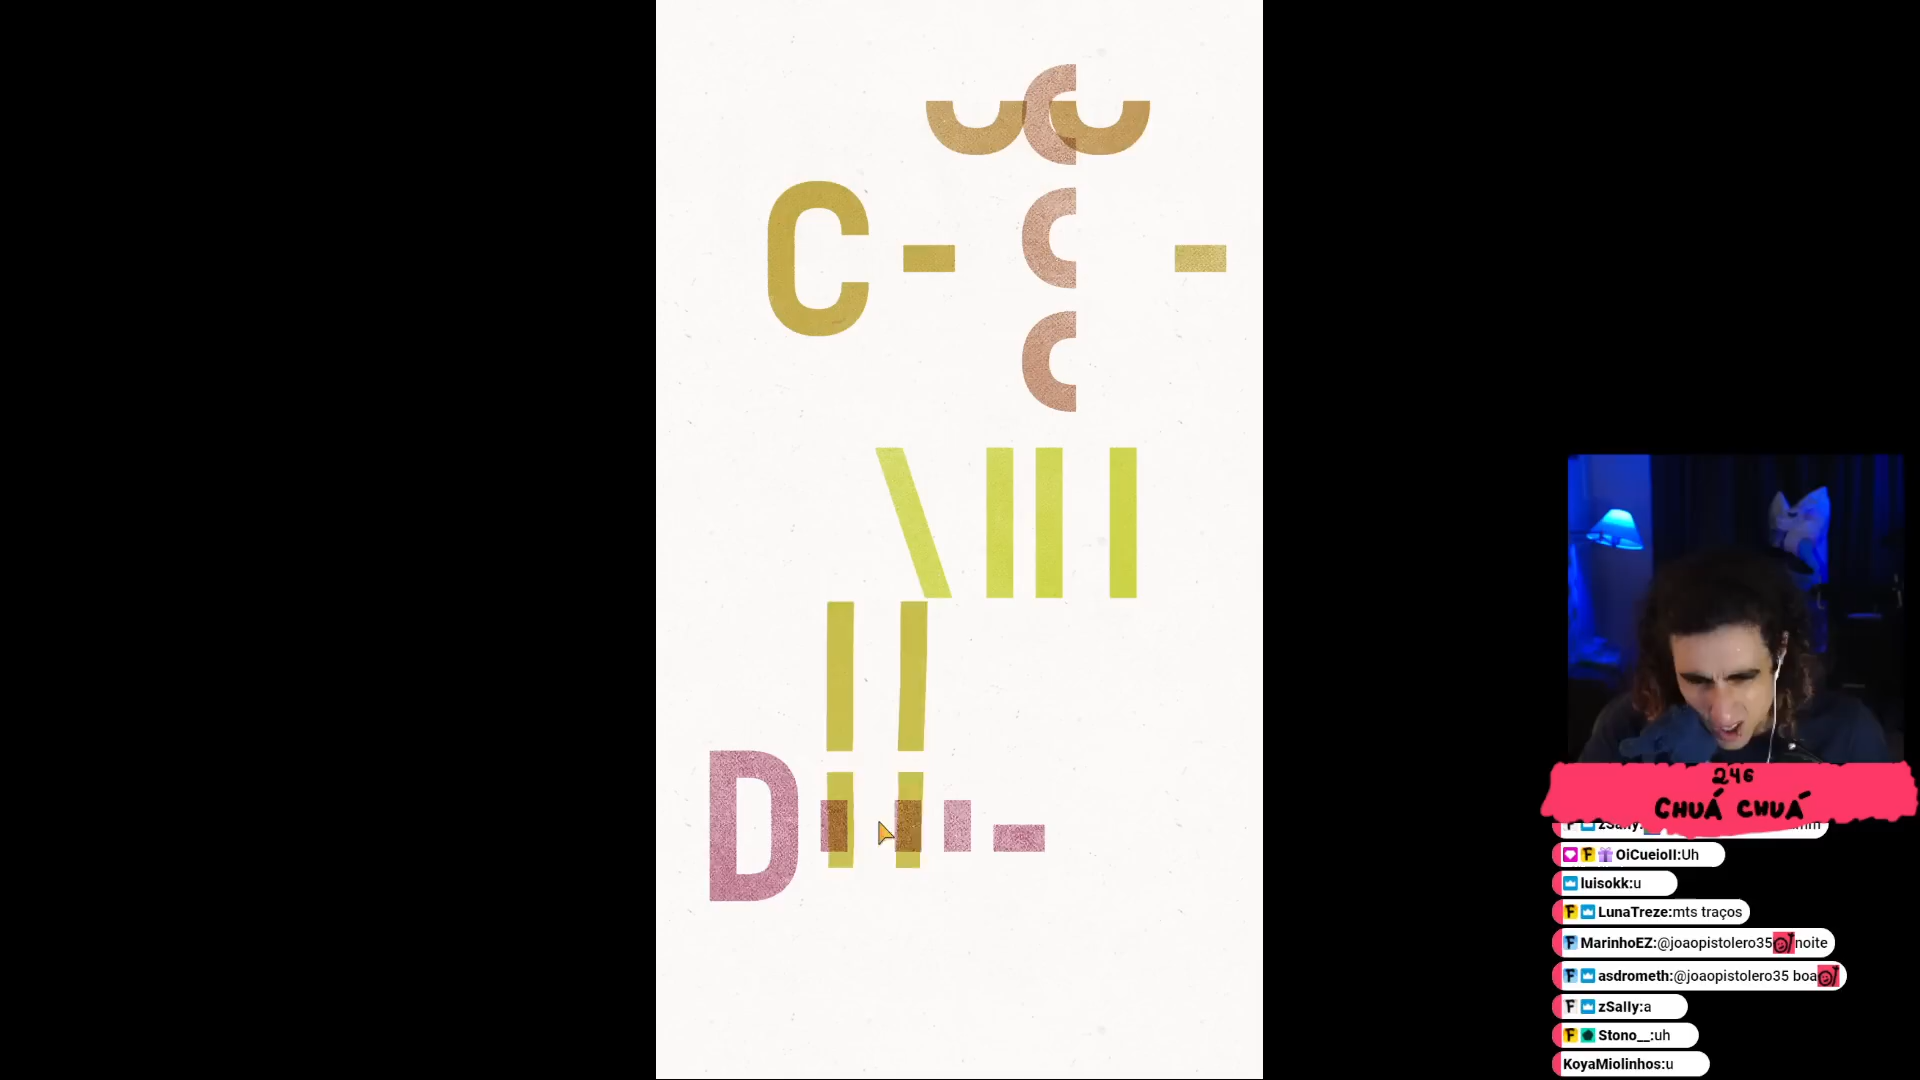 C -
-
D
246
CHUÁ CHUÁ
zSally:
OiCueioII:Uh
luisokk:u
LunaTreze:mts traços
MarinhoEZ:@joaopistolero35 noite
asdrometh:@joaopistolero35 boa
zSally:a
Stono__:uh
KoyaMiolinhos:u